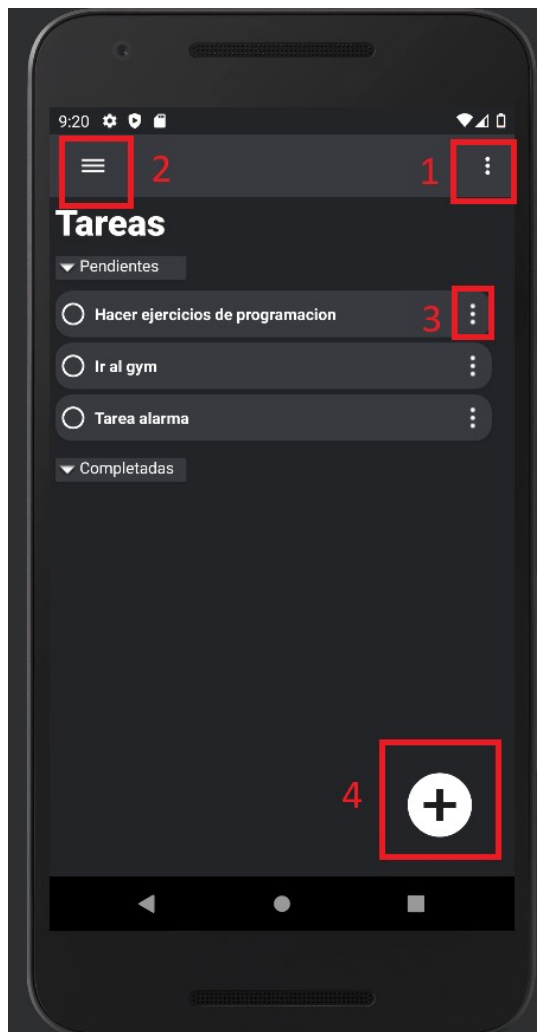 9:20
2
1
Tareas
Pendientes
Hacer ejercicios de programacion
3
Ir al gym
Tarea alarma
Completadas
4